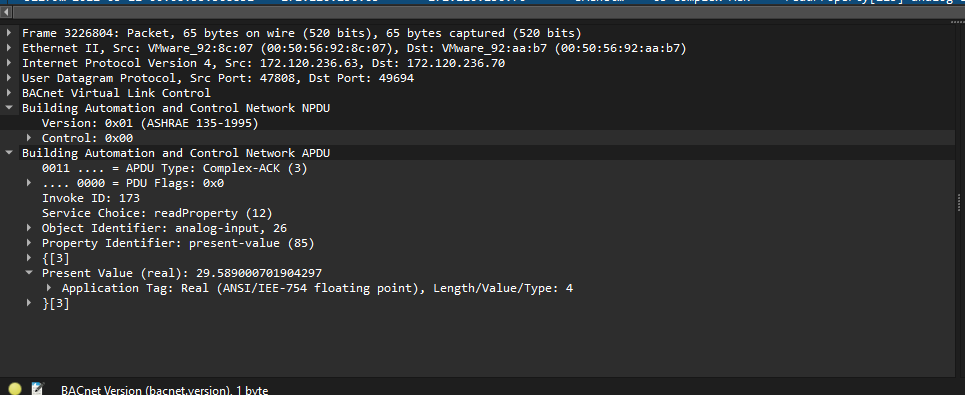 Frame 3226804: Packet, 65 bytes on wire (520 bits), 65 bytes captured (520 bits)
Ethernet II, Src: VMware_92:8c:07 (00:50:56:92:8c:07), Dst: VMware_92:aa:b7 (00:50:56:92:aa:b7)
Internet Protocol Version 4, Src: 172.120.236.63, Dst: 172.120.236.70
User Datagram Protocol, Src Port: 47808, Dst Port: 49694
BACnet Virtual Link Control
Building Automation and Control Network NPDU
Version: 0x01 (ASHRAE 135-1995)
Control: 0x00
Building Automation and Control Network APDU
0011 .... = APDU Type: Complex-ACK (3)
.... 0000 = PDU Flags: 0x0
Invoke ID: 173
Service Choice: readProperty (12)
Object Identifier: analog-input, 26
Property Identifier: present-value (85)
{[3]
Present Value (real): 29.589000701904297
Application Tag: Real (ANSI/IEE-754 floating point), Length/Value/Type: 4
}[3]
BACnet Version (bacnet.version), 1 byte